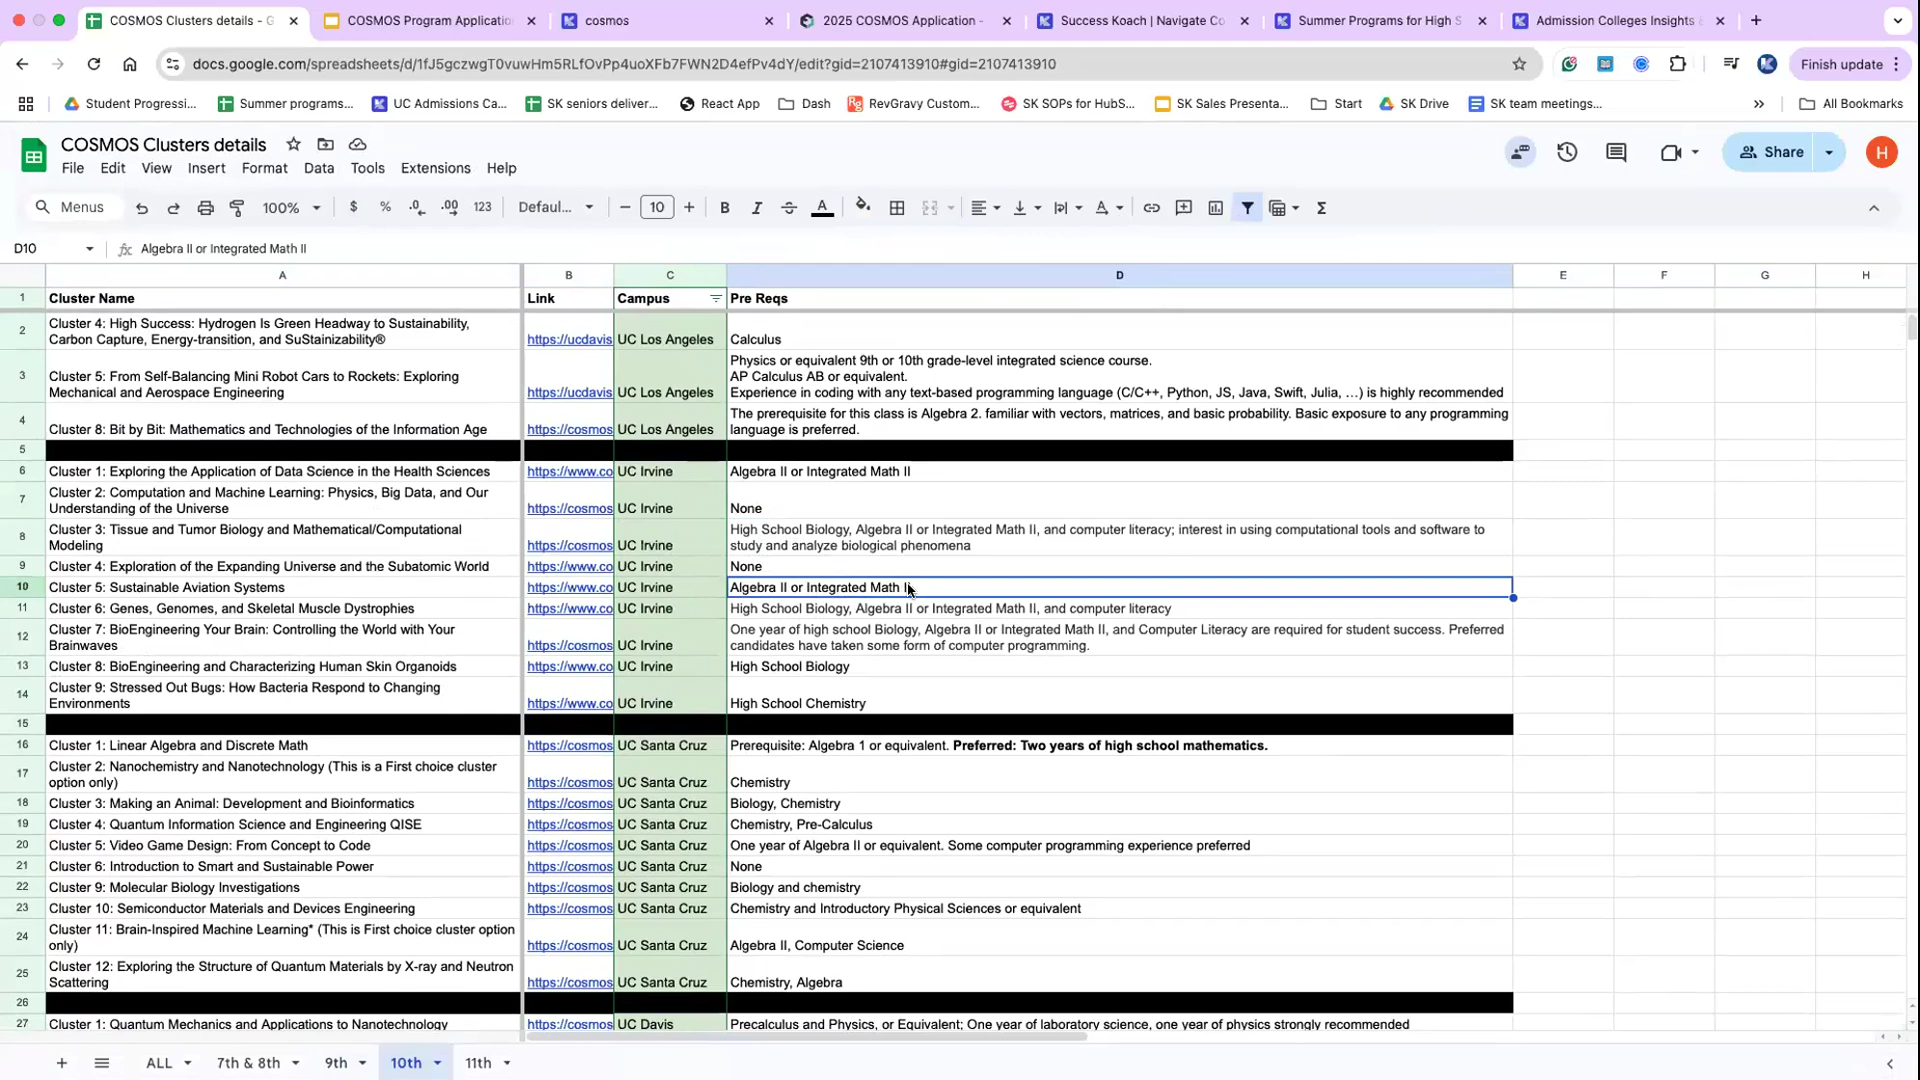 COSMOS Clusters details - G
COSMOS Program Application
cosmos
2025 COSMOS Application -
Success Koach | Navigate Co
Summer Programs for High S
Admission Colleges Insights &
docs.google.com/spreadsheets/d/1fJ5gczwgT0vuwHm5RLfOvPp4uoXFb7FWN2D4efPv4dY/edit?gid=2107413910#gid=2107413910
Finish update
Student Progressi...
Summer programs...
UC Admissions Ca...
SK seniors deliver...
React App
Dash
RevGravy Custom...
SK SOPs for HubS...
SK Sales Presenta...
Start
SK Drive
SK team meetings...
All Bookmarks
COSMOS Clusters details
File Edit View Insert Format Data Tools Extensions Help
Share
H
Menus
100%
$ % .0 .00 123
Defaul...
10
B I A
D10
fx Algebra II or Integrated Math II
A B C D E F G H
1 Cluster Name Link Campus Pre Reqs
2 Cluster 4: High Success: Hydrogen Is Green Headway to Sustainability,
Carbon Capture, Energy-transition, and SuStainizability® https://ucdavis UC Los Angeles Calculus
3 Cluster 5: From Self-Balancing Mini Robot Cars to Rockets: Exploring
Mechanical and Aerospace Engineering https://ucdavis UC Los Angeles
Physics or equivalent 9th or 10th grade-level integrated science course.
AP Calculus AB or equivalent.
Experience in coding with any text-based programming language (C/C++, Python, JS, Java, Swift, Julia, …) is highly recommended
4 Cluster 8: Bit by Bit: Mathematics and Technologies of the Information Age https://cosmos UC Los Angeles
The prerequisite for this class is Algebra 2. familiar with vectors, matrices, and basic probability. Basic exposure to any programming
language is preferred.
5
6 Cluster 1: Exploring the Application of Data Science in the Health Sciences https://www.co UC Irvine Algebra II or Integrated Math II
7 Cluster 2: Computation and Machine Learning: Physics, Big Data, and Our
Understanding of the Universe https://cosmos UC Irvine None
8 Cluster 3: Tissue and Tumor Biology and Mathematical/Computational
Modeling https://cosmos UC Irvine
High School Biology, Algebra II or Integrated Math II, and computer literacy; interest in using computational tools and software to
study and analyze biological phenomena
9 Cluster 4: Exploration of the Expanding Universe and the Subatomic World https://www.co UC Irvine None
10 Cluster 5: Sustainable Aviation Systems https://www.co UC Irvine Algebra II or Integrated Math II
11 Cluster 6: Genes, Genomes, and Skeletal Muscle Dystrophies https://www.co UC Irvine High School Biology, Algebra II or Integrated Math II, and computer literacy
12 Cluster 7: BioEngineering Your Brain: Controlling the World with Your
Brainwaves https://cosmos UC Irvine
One year of high school Biology, Algebra II or Integrated Math II, and Computer Literacy are required for student success. Preferred
candidates have taken some form of computer programming.
13 Cluster 8: BioEngineering and Characterizing Human Skin Organoids https://www.co UC Irvine High School Biology
14 Cluster 9: Stressed Out Bugs: How Bacteria Respond to Changing
Environments https://www.co UC Irvine High School Chemistry
15
16 Cluster 1: Linear Algebra and Discrete Math https://cosmos UC Santa Cruz Prerequisite: Algebra 1 or equivalent. Preferred: Two years of high school mathematics.
17 Cluster 2: Nanochemistry and Nanotechnology (This is a First choice cluster
option only) https://cosmos UC Santa Cruz Chemistry
18 Cluster 3: Making an Animal: Development and Bioinformatics https://cosmos UC Santa Cruz Biology, Chemistry
19 Cluster 4: Quantum Information Science and Engineering QISE https://cosmos UC Santa Cruz Chemistry, Pre-Calculus
20 Cluster 5: Video Game Design: From Concept to Code https://cosmos UC Santa Cruz One year of Algebra II or equivalent. Some computer programming experience preferred
21 Cluster 6: Introduction to Smart and Sustainable Power https://cosmos UC Santa Cruz None
22 Cluster 9: Molecular Biology Investigations https://cosmos UC Santa Cruz Biology and chemistry
23 Cluster 10: Semiconductor Materials and Devices Engineering https://cosmos UC Santa Cruz Chemistry and Introductory Physical Sciences or equivalent
24 Cluster 11: Brain-Inspired Machine Learning* (This is First choice cluster option
only) https://cosmos UC Santa Cruz Algebra II, Computer Science
25 Cluster 12: Exploring the Structure of Quantum Materials by X-ray and Neutron
Scattering https://cosmos UC Santa Cruz Chemistry, Algebra
26
27 Cluster 1: Quantum Mechanics and Applications to Nanotechnology https://cosmos UC Davis Precalculus and Physics, or Equivalent; One year of laboratory science, one year of physics strongly recommended
ALL 7th & 8th 9th 10th 11th